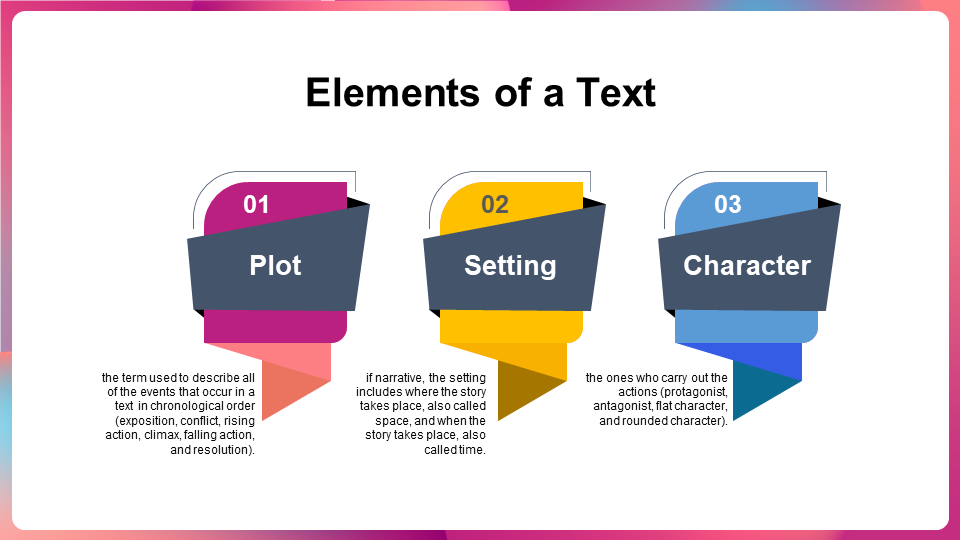 Elements of a Text
01
Plot
the term used to describe all
of the events that occur in a
text in chronological order
(exposition, conflict, rising
action, climax, falling action,
and resolution).
02
Setting
if narrative, the setting
includes where the story
takes place, also called
space, and when the
story takes place, also
called time.
03
Character
the ones who carry out the
actions (protagonist,
antagonist, flat character,
and rounded character).